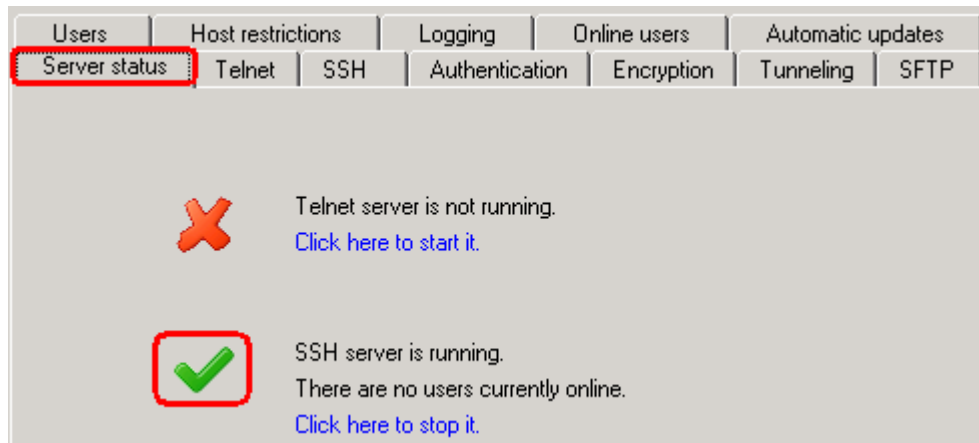 Users Host restrictions Logging Online users Automatic updates
Server status Telnet SSH Authentication Encryption Tunneling SFTP
Telnet server is not running.
Click here to start it.
SSH server is running.
There are no users currently online.
Click here to stop it.